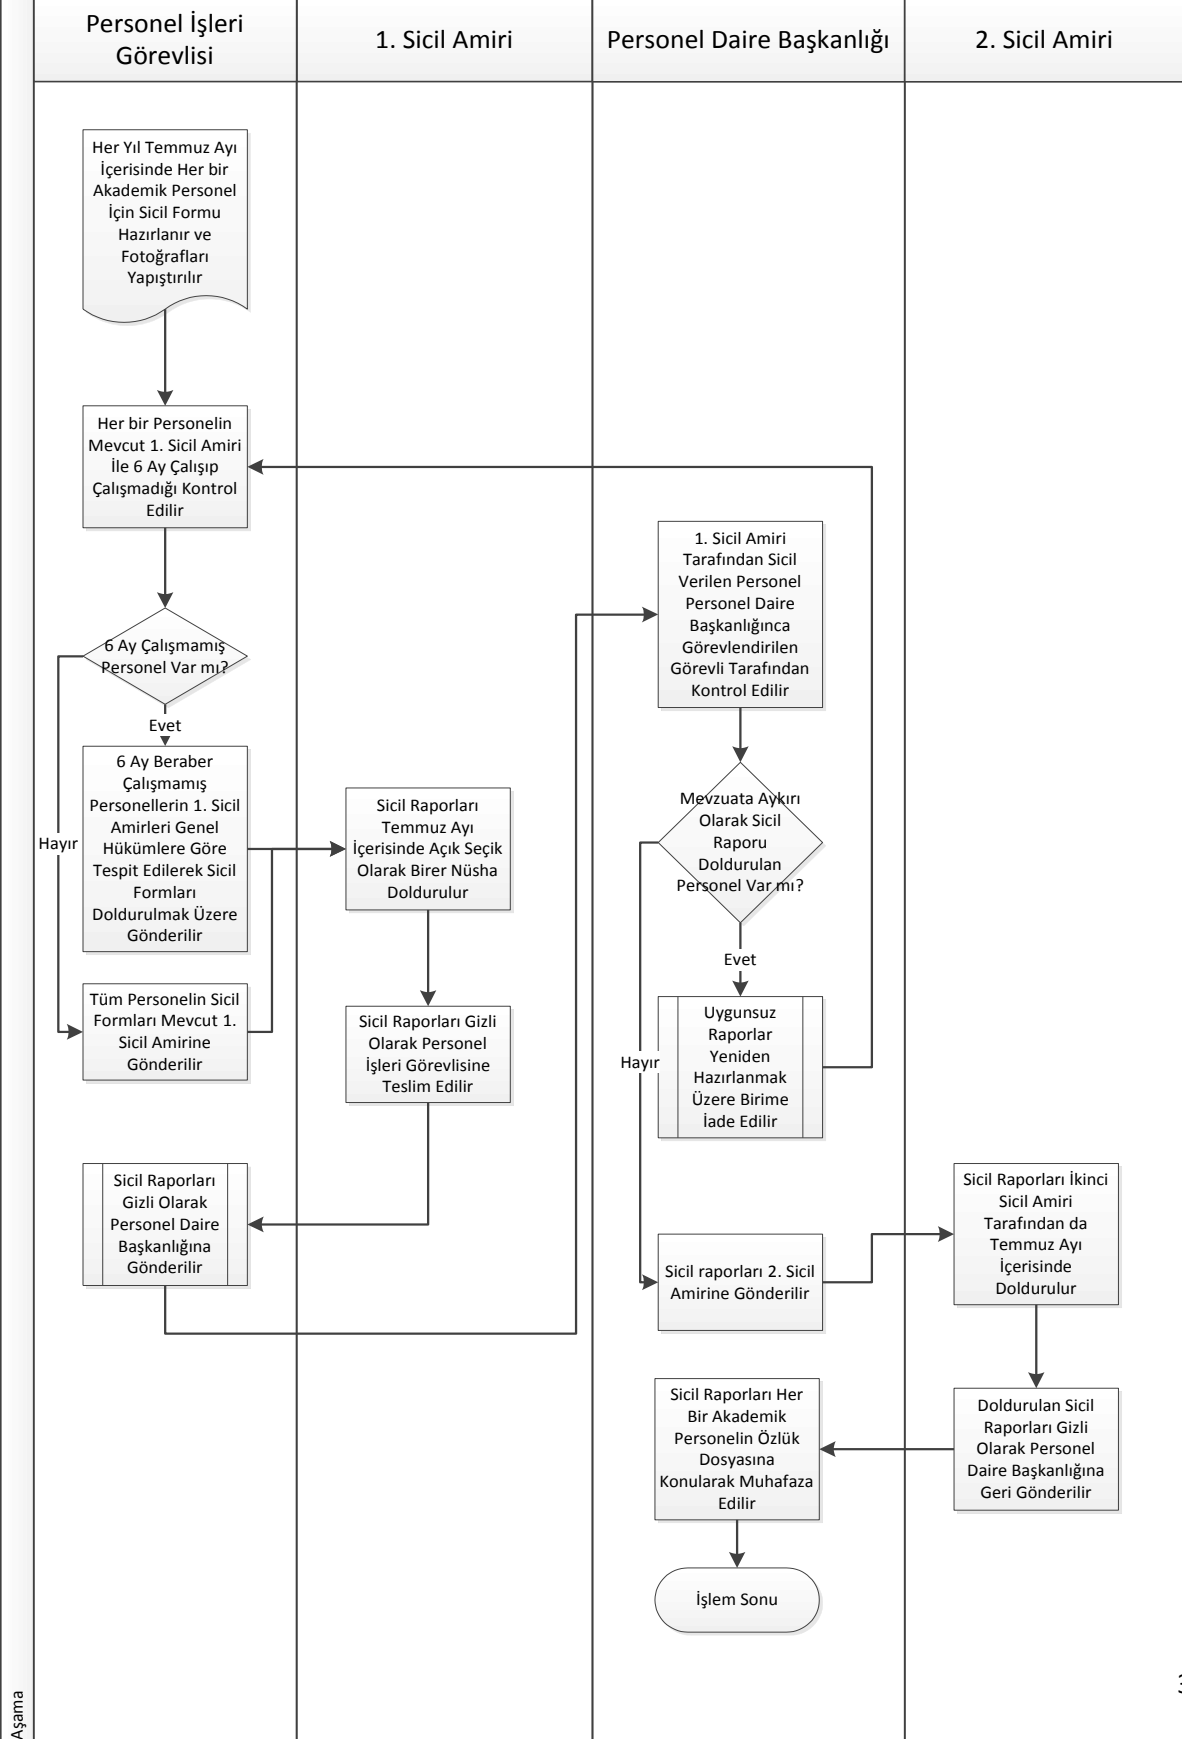 Personel İşleri
Görevlisi
1. Sicil Amiri
Personel Daire Başkanlığı
2. Sicil Amiri
Her Yıl Temmuz Ayı
İçerisinde Her bir
Akademik Personel
İçin Sicil Formu
Hazırlanır ve
Fotoğrafları
Yapıştırılır
Her bir Personelin
Mevcut 1. Sicil Amiri
İle 6 Ay Çalışıp
Çalışmadığı Kontrol
Edilir
6 Ay Çalışmamış
Personel Var mı?
Evet
Hayır
6 Ay Beraber
Çalışmamış
Personellerin 1. Sicil
Amirleri Genel
Hükümlere Göre
Tespit Edilerek Sicil
Formları
Doldurulmak Üzere
Gönderilir
Tüm Personelin Sicil
Formları Mevcut 1.
Sicil Amirine
Gönderilir
Sicil Raporları
Temmuz Ayı
İçerisinde Açık Seçik
Olarak Birer Nüsha
Doldurulur
Sicil Raporları Gizli
Olarak Personel
İşleri Görevlisine
Teslim Edilir
Sicil Raporları
Gizli Olarak
Personel Daire
Başkanlığına
Gönderilir
1. Sicil Amiri
Tarafından Sicil
Verilen Personel
Personel Daire
Başkanlığınca
Görevlendirilen
Görevli Tarafından
Kontrol Edilir
Mevzuata Aykırı
Olarak Sicil
Raporu
Doldurulan
Personel Var mı?
Evet
Hayır
Uygunsuz
Raporlar
Yeniden
Hazırlanmak
Üzere Birime
İade Edilir
Sicil raporları 2. Sicil
Amirine Gönderilir
Sicil Raporları İkinci
Sicil Amiri
Tarafından da
Temmuz Ayı
İçerisinde
Doldurulur
Doldurulan Sicil
Raporları Gizli
Olarak Personel
Daire Başkanlığına
Geri Gönderilir
Sicil Raporları Her
Bir Akademik
Personelin Özlük
Dosyasına
Konularak Muhafaza
Edilir
İşlem Sonu
Aşama